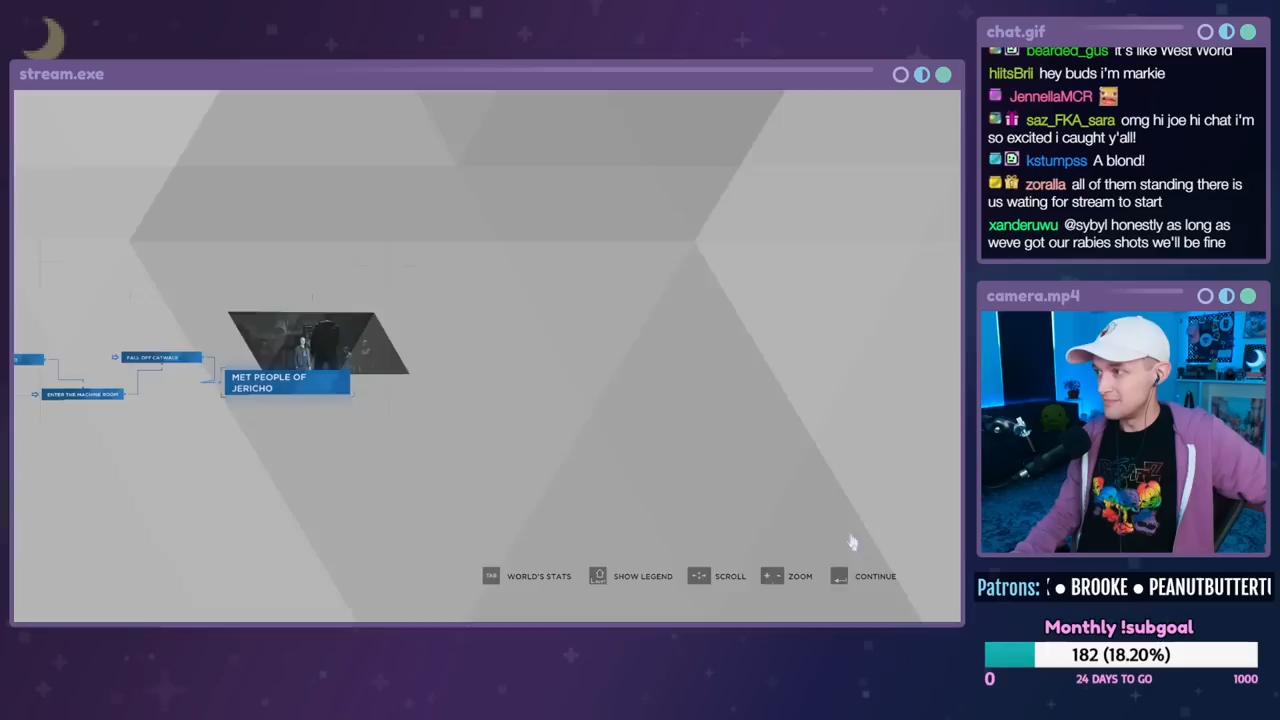 stream.exe
FALL OFF CATWALK
ENTER THE MACHINE ROOM
MET PEOPLE OF
JERICHO
TAB WORLD'S STATS
SHOW LEGEND
SCROLL
+ - ZOOM
CONTINUE
chat.gif
bearded_gus it's like West World
hiitsBrii hey buds i'm markie
JennellaMCR
saz_FKA_sara omg hi joe hi chat i'm
so excited i caught y'all!
kstumpss A blond!
zoralla all of them standing there is
us wating for stream to start
xanderuwu @sybyl honestly as long as
weve got our rabies shots we'll be fine
camera.mp4
Patrons: ● BROOKE ● PEANUTBUTTERTU
Monthly !subgoal
182 (18.20%)
0 24 DAYS TO GO 1000